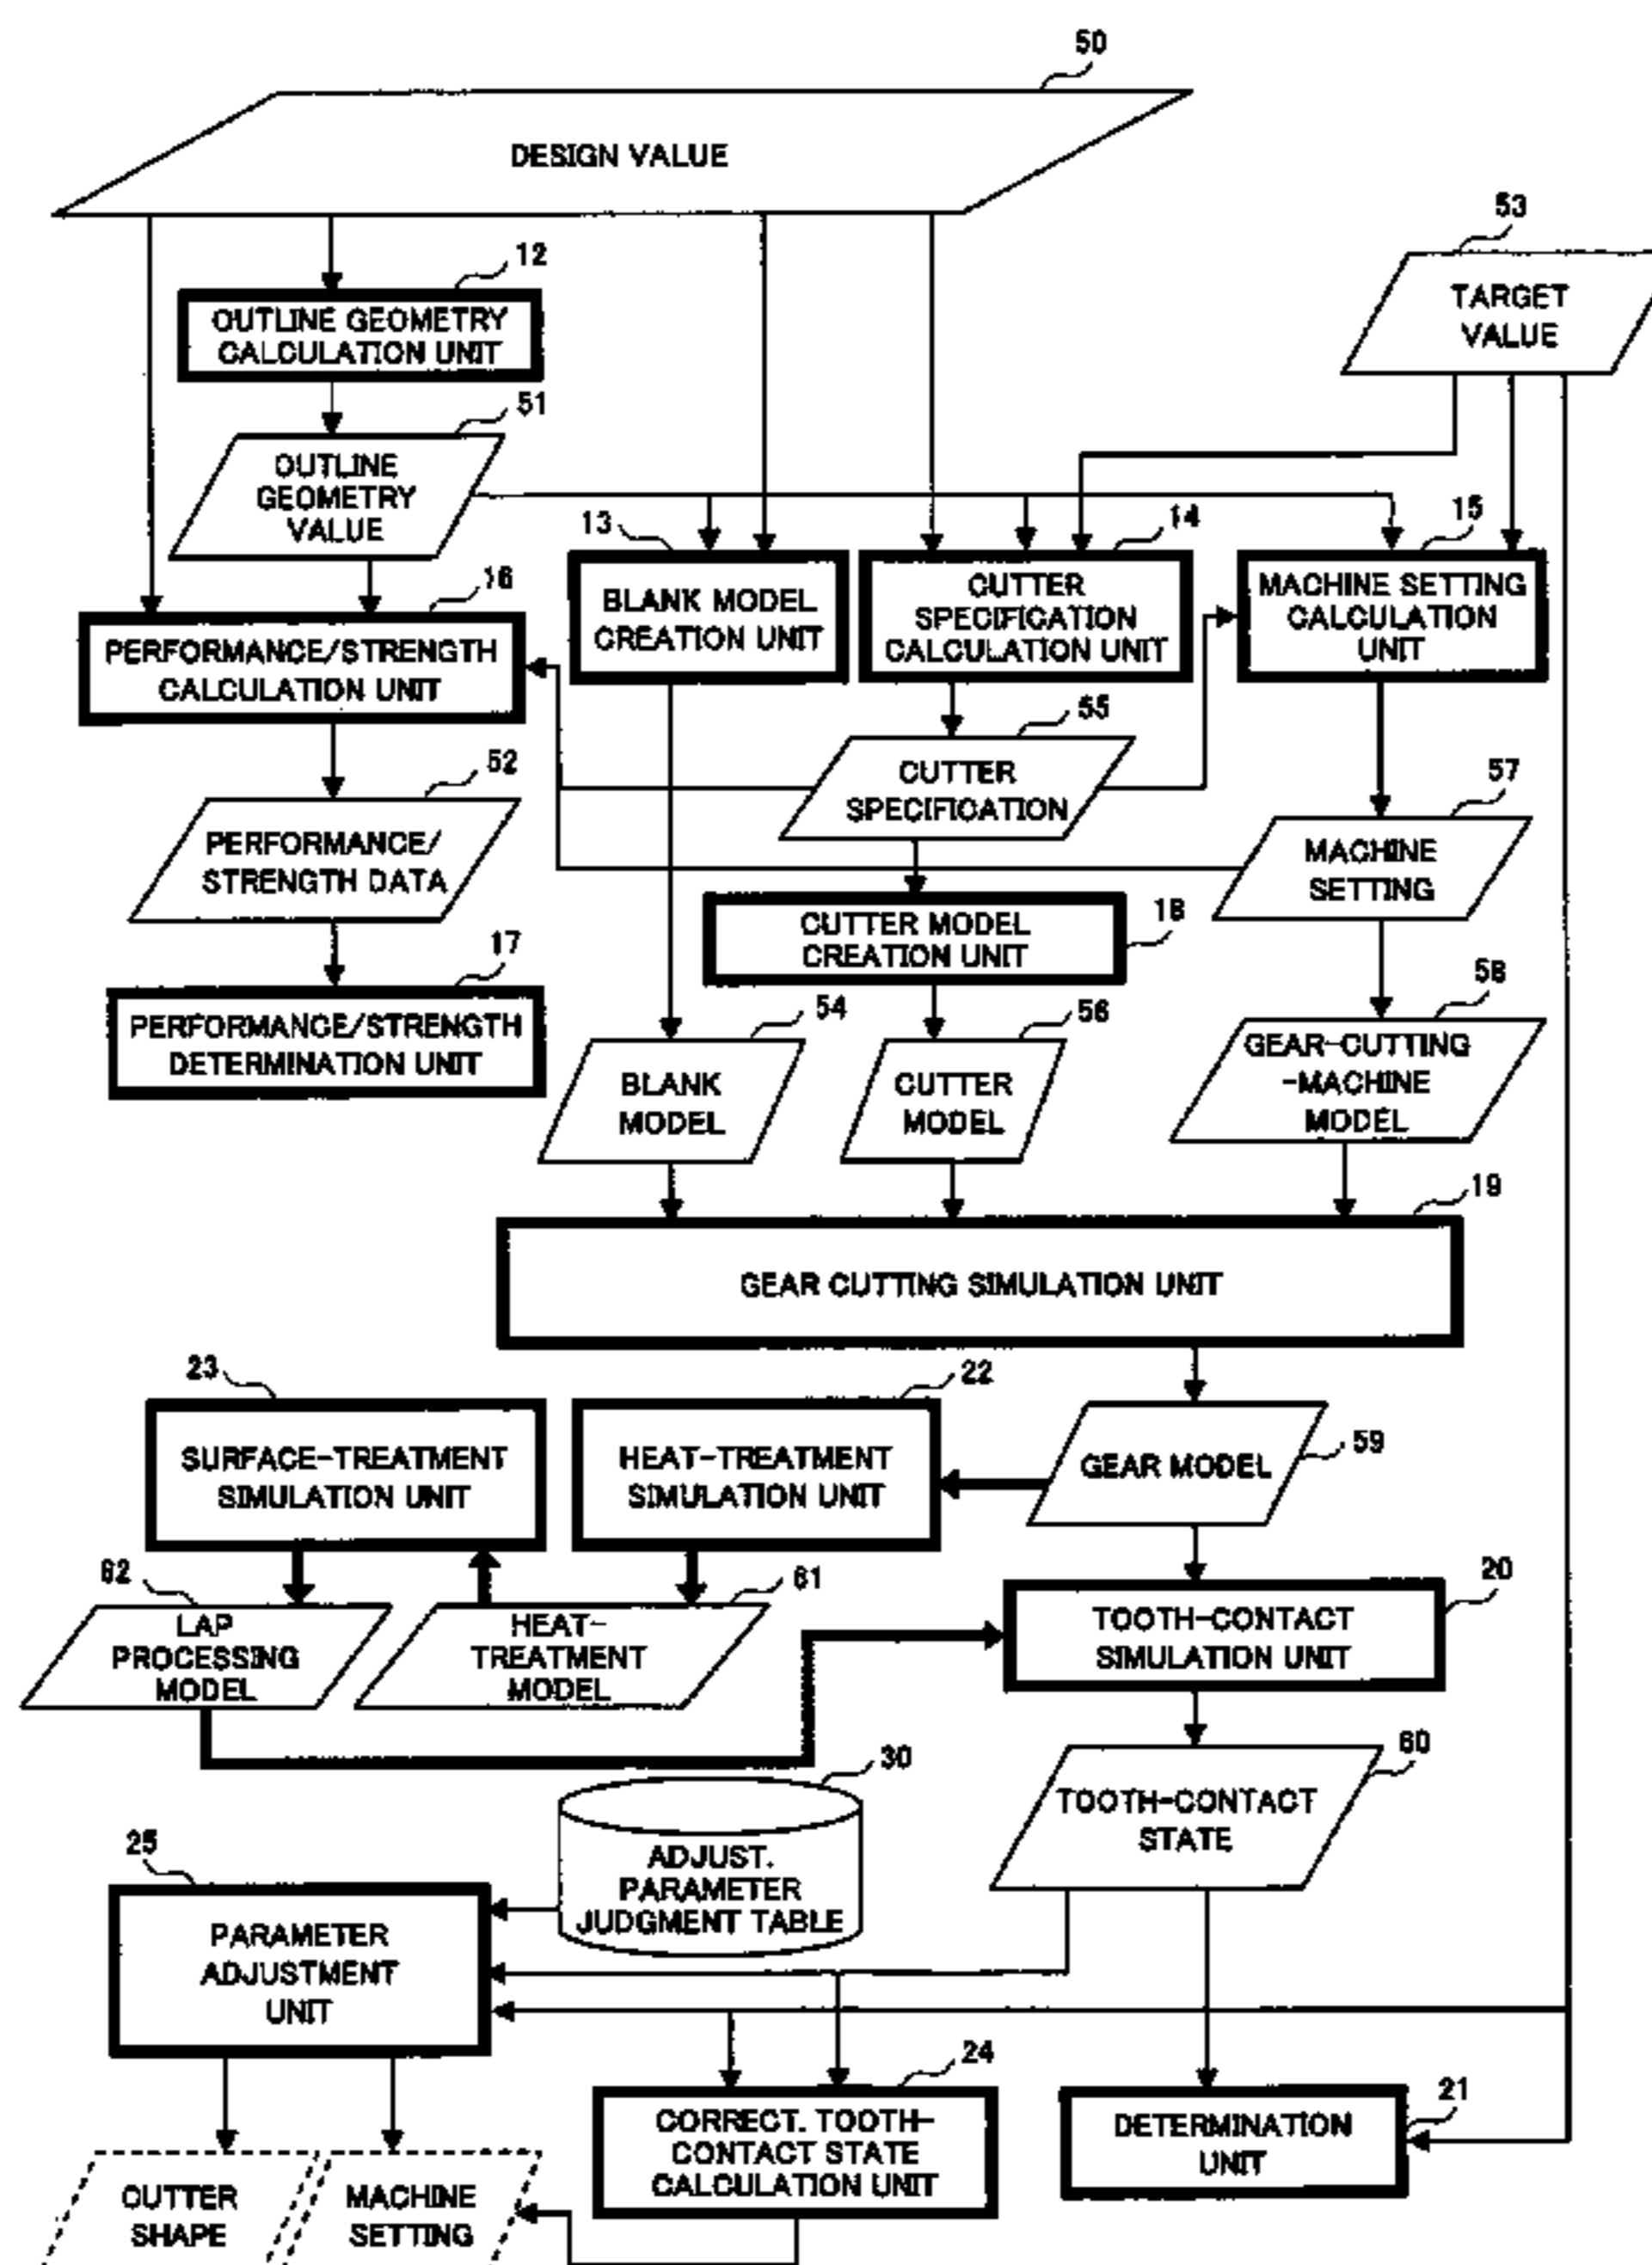 50
DESIGN VALUE
53
TARGET
VALUE
12
OUTLINE GEOMETRY
CALCULATION UNIT
51
OUTLINE
GEOMETRY
VALUE
13
BLANK MODEL
CREATION UNIT
14
CUTTER
SPECIFICATION
CALCULATION UNIT
15
MACHINE SETTING
CALCULATION
UNIT
16
PERFORMANCE/STRENGTH
CALCULATION UNIT
55
CUTTER
SPECIFICATION
52
PERFORMANCE/
STRENGTH DATA
57
MACHINE
SETTING
18
CUTTER MODEL
CREATION UNIT
17
PERFORMANCE/STRENGTH
DETERMINATION UNIT
54
BLANK
MODEL
56
CUTTER
MODEL
58
GEAR-CUTTING
-MACHINE
MODEL
19
GEAR CUTTING SIMULATION UNIT
23
SURFACE-TREATMENT
SIMULATION UNIT
22
HEAT-TREATMENT
SIMULATION UNIT
59
GEAR MODEL
62
LAP
PROCESSING
MODEL
61
HEAT-
TREATMENT
MODEL
20
TOOTH-CONTACT
SIMULATION UNIT
60
TOOTH-CONTACT
STATE
30
ADJUST.
PARAMETER
JUDGMENT TABLE
25
PARAMETER
ADJUSTMENT
UNIT
24
CORRECT. TOOTH-
CONTACT STATE
CALCULATION UNIT
21
DETERMINATION
UNIT
CUTTER
SHAPE
MACHINE
SETTING